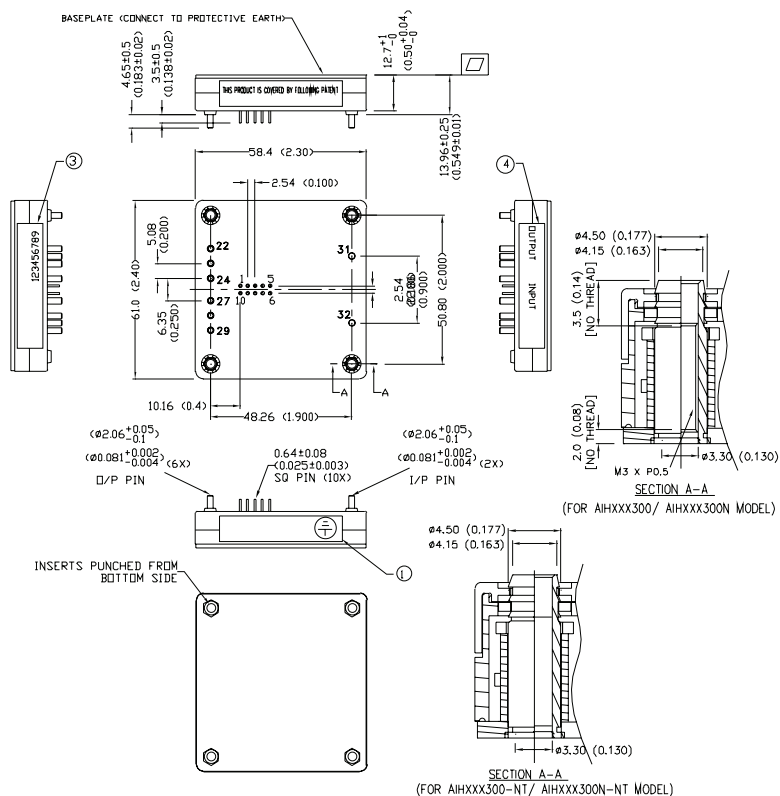 BASEPLATE (CONNECT TO PROTECTIVE EARTH)
4.65±0.5
(0.183±0.02)
3.5±0.5
(0.138±0.02)
THIS PRODUCT IS COVERED BY FOLLOWING PATENT
12.7+1 -0
(0.50+0.04 -0)
13.96±0.25
(0.549±0.01)
58.4 (2.30)
2.54 (0.100)
3
123456789
61.0 (2.40)
5.08
(0.200)
6.35
(0.250)
22
24
27
29
1
5
10
6
31
32
2.54
(0.900)
50.80 (2.000)
A
A
10.16 (0.4)
48.26 (1.900)
4
OUTPUT
INPUT
ø4.50 (0.177)
ø4.15 (0.163)
3.5 (0.14)
[NO THREAD]
2.0 (0.08)
[NO THREAD]
ø3.30 (0.130)
M3 x P0.5
SECTION A-A
(FOR AIHXXX300/ AIHXXX300N MODEL)
(ø2.06+0.05 -0.1)
(ø0.081+0.002 -0.004) (6X)
O/P PIN
0.64±0.08
(0.025±0.003)
SQ PIN (10X)
(ø2.06+0.05 -0.1)
(ø0.081+0.002 -0.004) (2X)
I/P PIN
1
INSERTS PUNCHED FROM
BOTTOM SIDE
ø4.50 (0.177)
ø4.15 (0.163)
ø3.30 (0.130)
SECTION A-A
(FOR AIHXXX300-NT/ AIHXXX300N-NT MODEL)